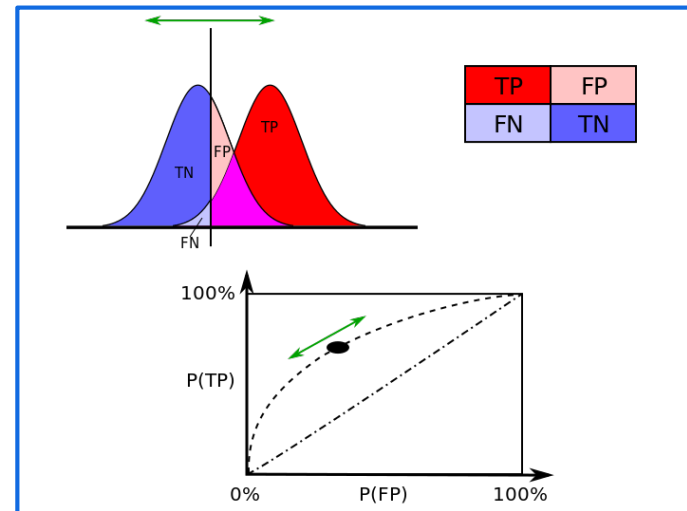 TP FP
FN TN
TP
FP
TN
FN
100%
P(TP)
0% P(FP) 100%